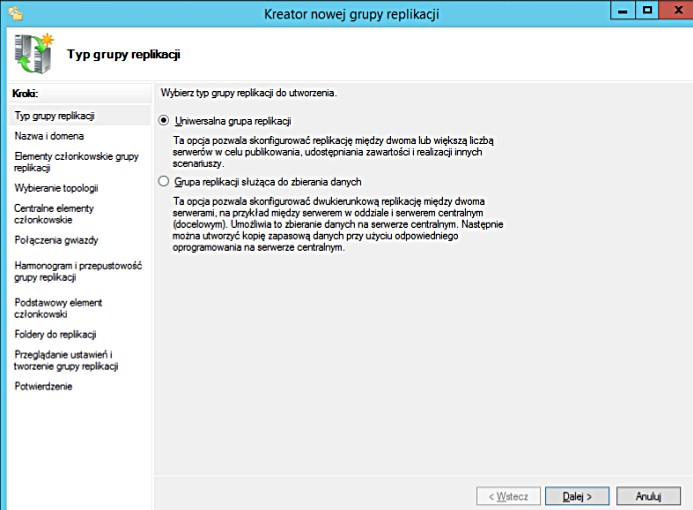 Kreator nowej grupy replikacji
Typ grupy replikacji
Kroki:
Typ grupy replikacji
Nazwa i domena
Elementy członkowskie grupy
replikacji
Wybieranie topologii
Centralne elementy
członkowskie
Połączenia gwiazdy
Harmonogram i przepustowość
grupy replikacji
Podstawowy element
członkowski
Foldery do replikacji
Przeglądanie ustawień i
tworzenie grupy replikacji
Potwierdzenie
Wybierz typ grupy replikacji do utworzenia.
Uniwersalna grupa replikacji
Ta opcja pozwala skonfigurować replikację między dwoma lub większą liczbą
serwerów w celu publikowania, udostępniania zawartości i realizacji innych
scenariuszy.
Grupa replikacji służąca do zbierania danych
Ta opcja pozwala skonfigurować dwukierunkową replikację między dwoma
serwerami, na przykład między serwerem w oddziale i serwerem centralnym
(docelowym). Umożliwia to zbieranie danych na serwerze centralnym. Następnie
można utworzyć kopię zapasową danych przy użyciu odpowiedniego
oprogramowania na serwerze centralnym.
< Wstecz
Dalej >
Anuluj